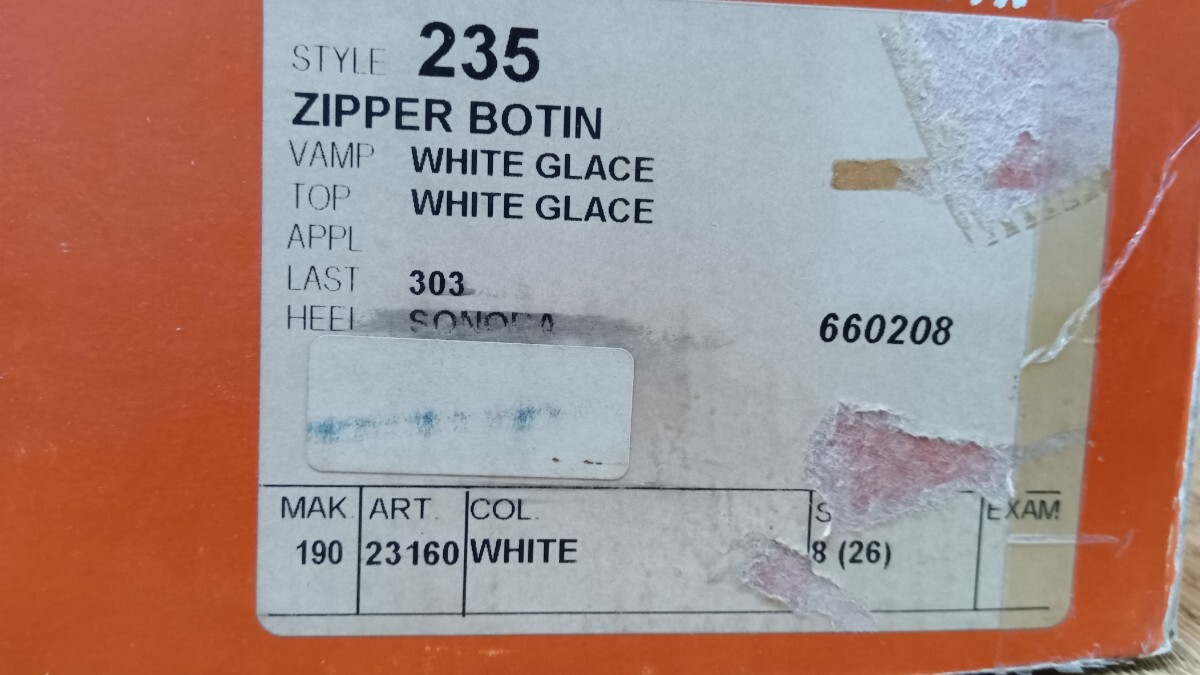 STYLE 235
ZIPPER BOTIN
VAMP WHITE GLACE
TOP WHITE GLACE
APPL
LAST 303
HEEL
660208
MAK. ART. COL. EXAM
190 23160 WHITE 8 (26)